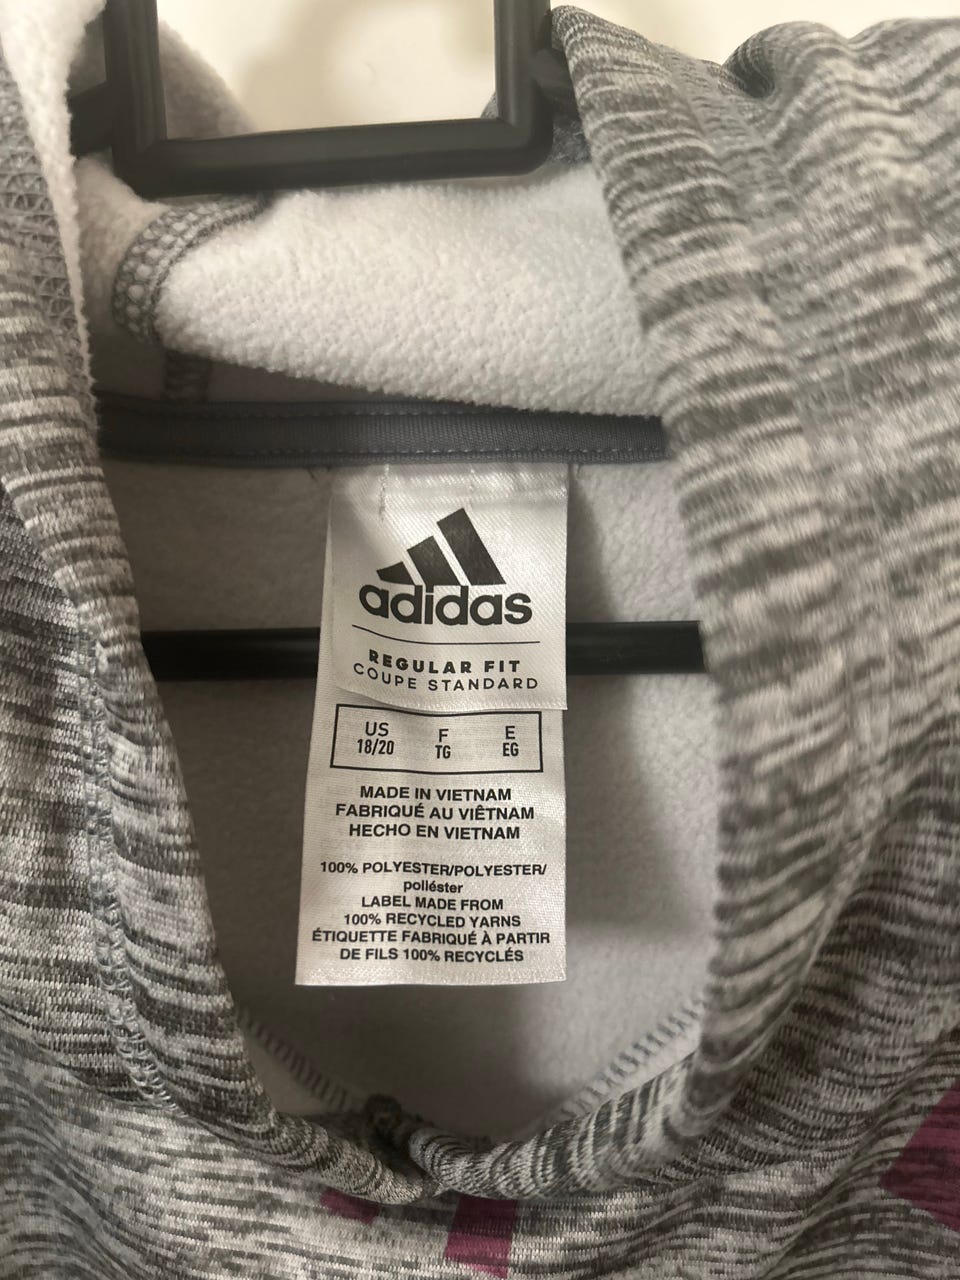 adidas
REGULAR FIT
COUPE STANDARD
US F E
18/20 TG EG
MADE IN VIETNAM
FABRIQUÉ AU VIÊTNAM
HECHO EN VIETNAM
100% POLYESTER/POLYESTER/
poliéster
LABEL MADE FROM
100% RECYCLED YARNS
ÉTIQUETTE FABRIQUÉ À PARTIR
DE FILS 100% RECYCLÉS